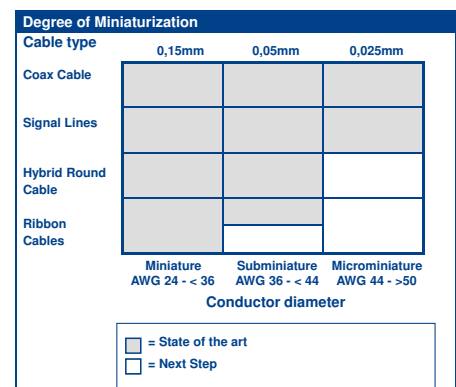 Degree of Miniaturization
Cable type
0,15mm 0,05mm 0,025mm
Coax Cable
Signal Lines
Hybrid Round
Cable
Ribbon
Cables
Miniature Subminiature Microminiature
AWG 24 - < 36 AWG 36 - < 44 AWG 44 - >50
Conductor diameter
= State of the art
= Next Step